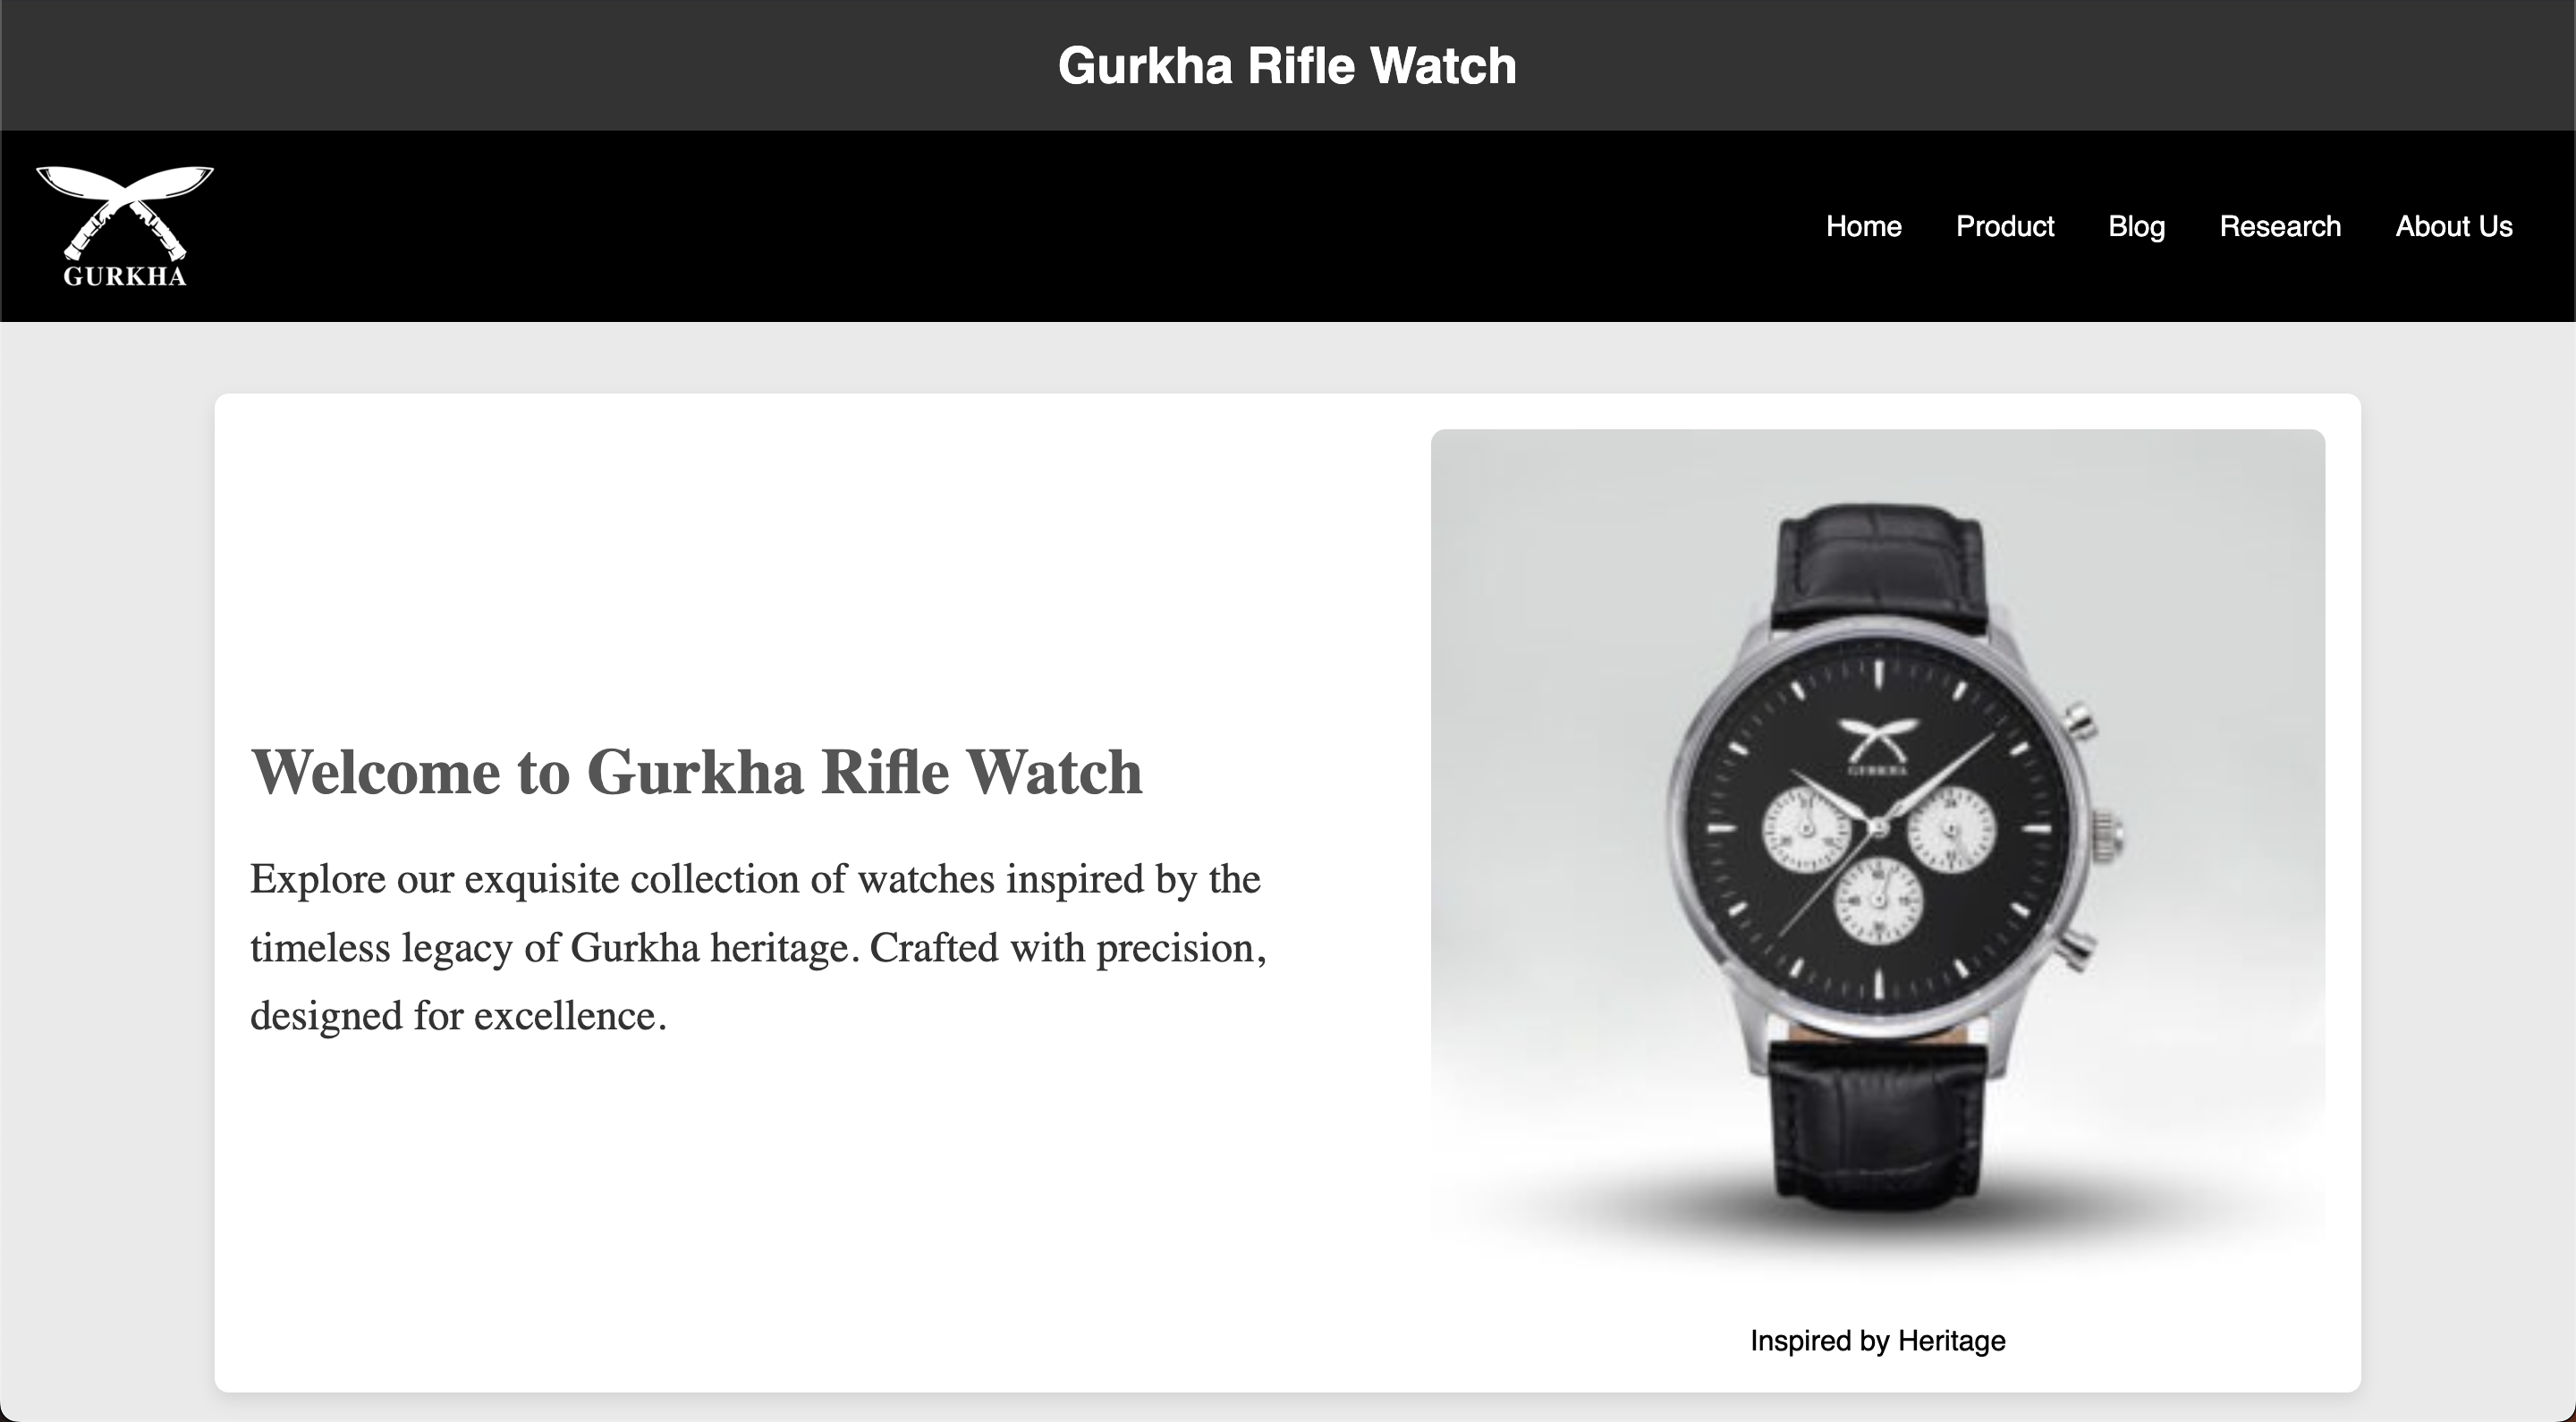 Gurkha Rifle Watch
GURKHA
Home Product Blog Research About Us
Welcome to Gurkha Rifle Watch
Explore our exquisite collection of watches inspired by the
timeless legacy of Gurkha heritage. Crafted with precision,
designed for excellence.
GURKHA
Inspired by Heritage